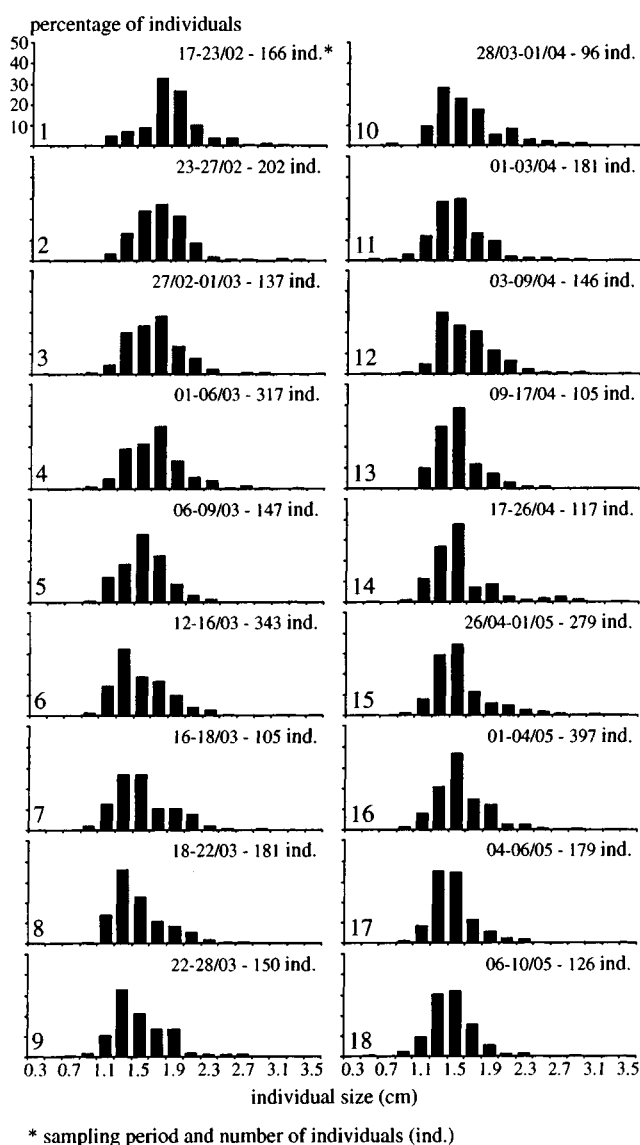 percentage of individuals
50
40
30
20
10
17-23/02 - 166 ind.*
1
23-27/02 - 202 ind.
2
27/02-01/03 - 137 ind.
3
01-06/03 - 317 ind.
4
06-09/03 - 147 ind.
5
12-16/03 - 343 ind.
6
16-18/03 - 105 ind.
7
18-22/03 - 181 ind.
8
22-28/03 - 150 ind.
9
0.3 0.7 1.1 1.5 1.9 2.3 2.7 3.1 3.5
28/03-01/04 - 96 ind.
10
01-03/04 - 181 ind.
11
03-09/04 - 146 ind.
12
09-17/04 - 105 ind.
13
17-26/04 - 117 ind.
14
26/04-01/05 - 279 ind.
15
01-04/05 - 397 ind.
16
04-06/05 - 179 ind.
17
06-10/05 - 126 ind.
18
0.3 0.7 1.1 1.5 1.9 2.3 2.7 3.1 3.5
individual size (cm)
* sampling period and number of individuals (ind.)